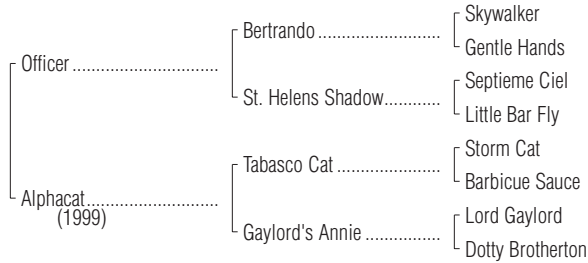 Skywalker
Bertrando
Gentle Hands
Officer
Septieme Ciel
St. Helens Shadow
Little Bar Fly
Storm Cat
Tabasco Cat
Barbicue Sauce
Alphacat
(1999)
Lord Gaylord
Gaylord's Annie
Dotty Brotherton